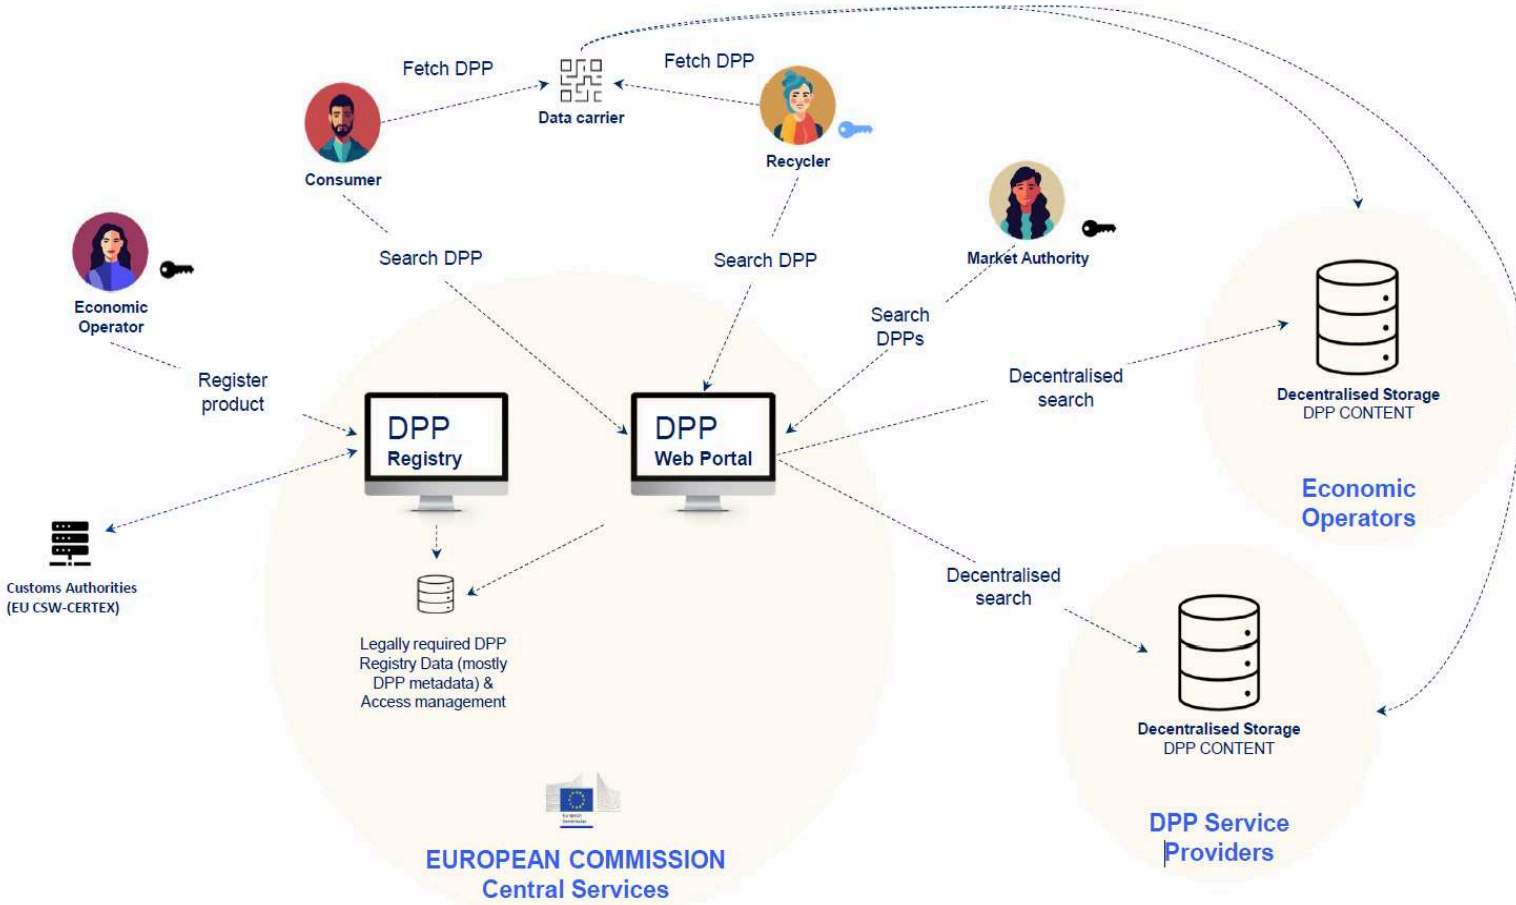 Fetch DPP
Fetch DPP
Data carrier
Consumer
Recycler
Market Authority
Economic
Operator
Search DPP
Search DPP
Search
DPPs
Register
product
Decentralised
search
DPP
Registry
DPP
Web Portal
Decentralised Storage
DPP CONTENT
Economic
Operators
Customs Authorities
(EU CSW-CERTEX)
Decentralised
search
Legally required DPP
Registry Data (mostly
DPP metadata) &
Access management
Decentralised Storage
DPP CONTENT
European
Commission
EUROPEAN COMMISSION
Central Services
DPP Service
Providers